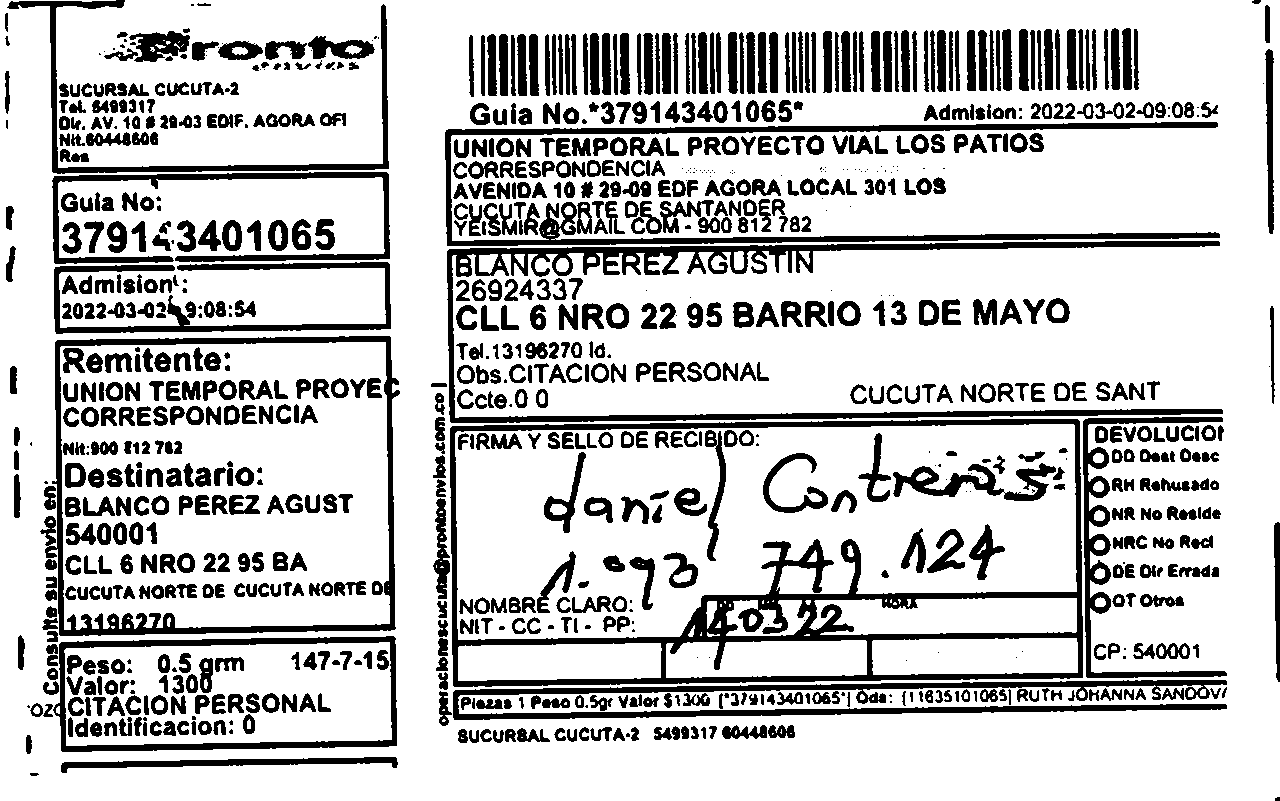 Pronto
SUCURSAL CUCUTA-2
Tel. 5499317
Dir. AV. 10 # 29-03 EDIF. AGORA OFI
Nit.60448606
Res
Guia No:
379143401065
Admision:
2022-03-02 9:08:54
Remitente:
UNION TEMPORAL PROYEC
CORRESPONDENCIA
Nit:900 812 782
Destinatario:
BLANCO PEREZ AGUST
540001
CLL 6 NRO 22 95 BA
CUCUTA NORTE DE CUCUTA NORTE DE
13196270
Consulte su envio en:
Peso: 0.5 grm 147-7-15
Valor: 1300
CITACION PERSONAL
Identificacion: 0
Guia No.*379143401065* Admision: 2022-03-02-09:08:54
UNION TEMPORAL PROYECTO VIAL LOS PATIOS
CORRESPONDENCIA
AVENIDA 10 # 29-09 EDF AGORA LOCAL 301 LOS
CUCUTA NORTE DE SANTANDER
YEISMIR@GMAIL COM - 900 812 782
BLANCO PEREZ AGUSTIN
26924337
CLL 6 NRO 22 95 BARRIO 13 DE MAYO
Tel.13196270 Id.
Obs.CITACION PERSONAL
Ccte.0 0 CUCUTA NORTE DE SANT
operacionescucuta@prontoenvios.com.co
FIRMA Y SELLO DE RECIBIDO:
daniel Contreras
1.093 749.124
NOMBRE CLARO:
HORA
NIT - CC - TI - PP:
140322
DEVOLUCION
DD Dest Desc
RH Rehusado
NR No Reside
NRC No Recl
DE Dir Errada
OT Otros
CP: 540001
Piezas 1 Peso 0.5gr Valor $1300 [*379143401065*] Oda: [11635101065] RUTH JOHANNA SANDOVA
SUCURSAL CUCUTA-2 5499317 60448606